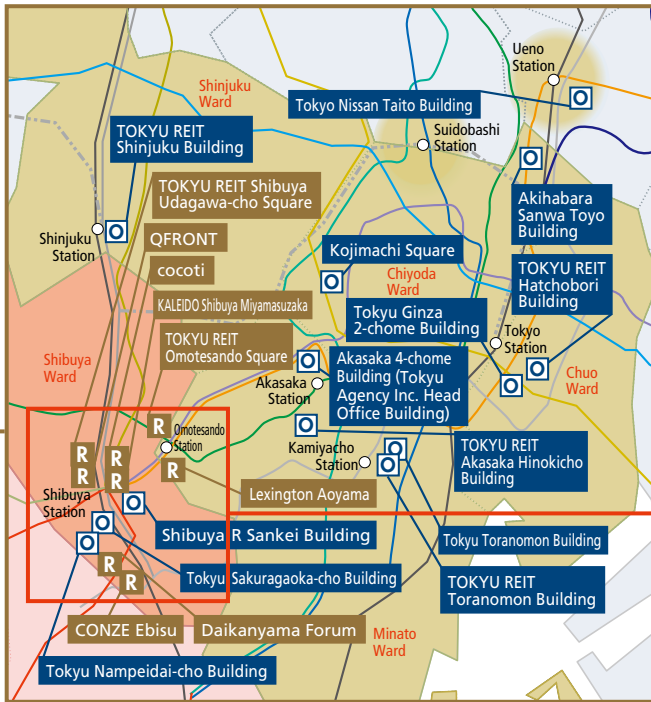 Ueno
Station
Shinjuku
Ward
Tokyo Nissan Taito Building
TOKYU REIT
Shinjuku Building
Suidobashi
Station
TOKYU REIT Shibuya
Udagawa-cho Square
Akihabara
Sanwa Toyo
Building
Shinjuku
Station
QFRONT
Kojimachi Square
cocoti
Chiyoda
Ward
TOKYU REIT
Hatchobori
Building
KALEIDO Shibuya Miyamasuzaka
Tokyu Ginza
2-chome Building
Tokyo
Station
TOKYU REIT
Omotesando Square
Shibuya
Ward
Akasaka 4-chome
Building (Tokyu
Agency Inc. Head
Office Building)
Chuo
Ward
Akasaka
Station
Omotesando
Station
TOKYU REIT
Akasaka Hinokicho
Building
Kamiyacho
Station
Lexington Aoyama
Shibuya
Station
Shibuya R Sankei Building
Tokyu Toranomon Building
Tokyu Sakuragaoka-cho Building
TOKYU REIT
Toranomon Building
CONZE Ebisu
Daikanyama Forum
Minato
Ward
Tokyu Nampeidai-cho Building
O
O
O
O
O
O
O
O
O
O
O
O
O
R
R
R
R
R
R
R
R
R